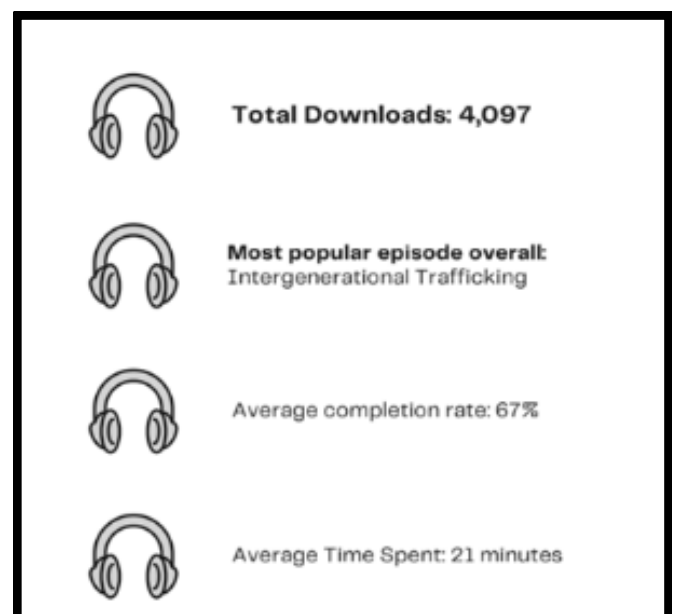 Total Downloads: 4,097
Most popular episode overall:
Intergenerational Trafficking
Average completion rate: 67%
Average Time Spent: 21 minutes